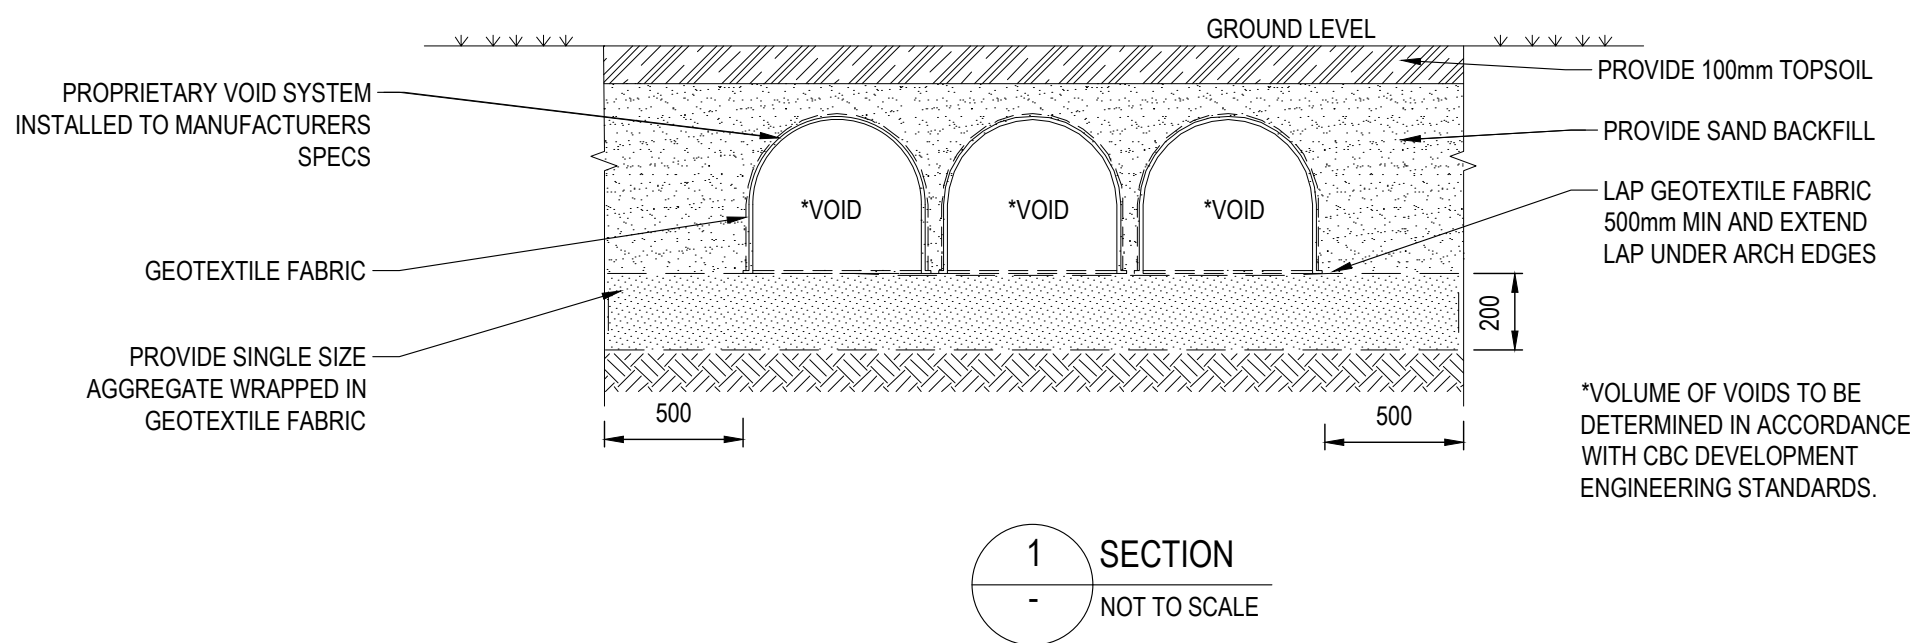 GROUND LEVEL
PROPRIETARY VOID SYSTEM
INSTALLED TO MANUFACTURERS
SPECS
GEOTEXTILE FABRIC
PROVIDE SINGLE SIZE
AGGREGATE WRAPPED IN
GEOTEXTILE FABRIC
*VOID
*VOID
*VOID
PROVIDE 100mm TOPSOIL
PROVIDE SAND BACKFILL
LAP GEOTEXTILE FABRIC
500mm MIN AND EXTEND
LAP UNDER ARCH EDGES
200
500
500
*VOLUME OF VOIDS TO BE
DETERMINED IN ACCORDANCE
WITH CBC DEVELOPMENT
ENGINEERING STANDARDS.
1
SECTION
-
NOT TO SCALE